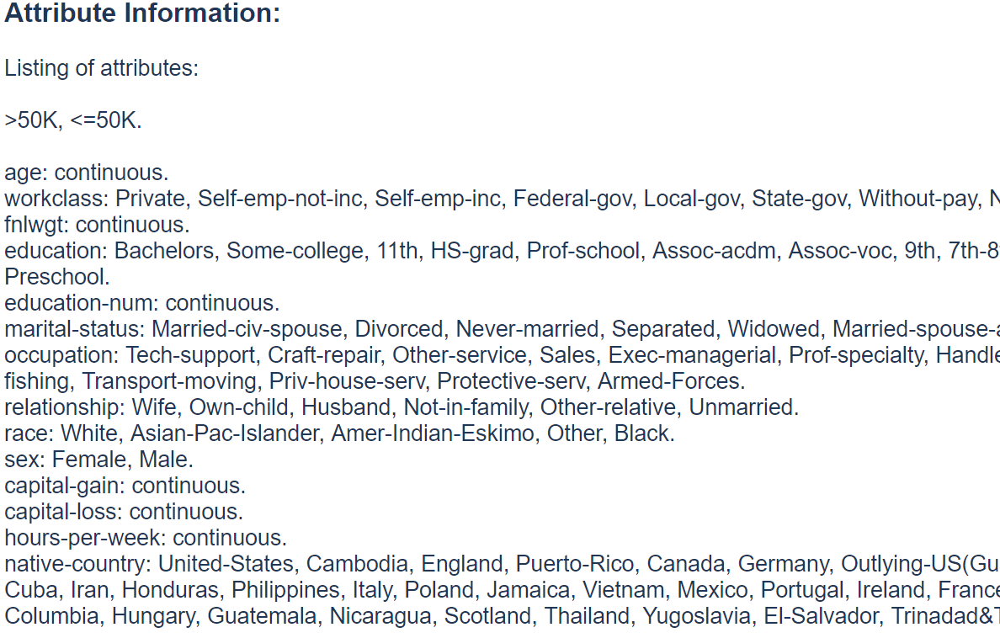 Attribute Information:
Listing of attributes:
>50K, <=50K.
age: continuous.
workclass: Private, Self-emp-not-inc, Self-emp-inc, Federal-gov, Local-gov, State-gov, Without-pay,
fnlwgt: continuous.
education: Bachelors, Some-college, 11th, HS-grad, Prof-school, Assoc-acdm, Assoc-voc, 9th, 7th-8
Preschool.
education-num: continuous.
marital-status: Married-civ-spouse, Divorced, Never-married, Separated, Widowed, Married-spouse-
occupation: Tech-support, Craft-repair, Other-service, Sales, Exec-managerial, Prof-specialty, Handle
fishing, Transport-moving, Priv-house-serv, Protective-serv, Armed-Forces.
relationship: Wife, Own-child, Husband, Not-in-family, Other-relative, Unmarried.
race: White, Asian-Pac-Islander, Amer-Indian-Eskimo, Other, Black.
sex: Female, Male.
capital-gain: continuous.
capital-loss: continuous.
hours-per-week: continuous.
native-country: United-States, Cambodia, England, Puerto-Rico, Canada, Germany, Outlying-US(Gu
Cuba, Iran, Honduras, Philippines, Italy, Poland, Jamaica, Vietnam, Mexico, Portugal, Ireland, France
Columbia, Hungary, Guatemala, Nicaragua, Scotland, Thailand, Yugoslavia, El-Salvador, Trinadad&T